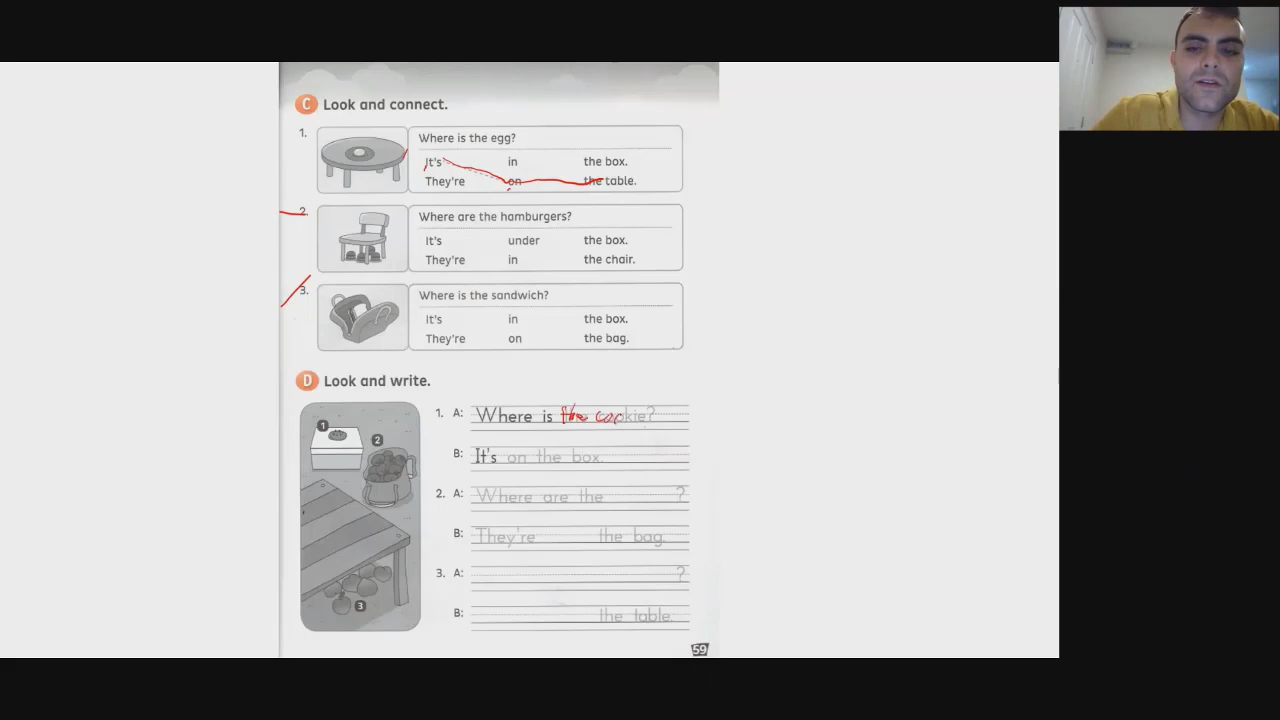 C Look and connect.
1.
Where is the egg?
It's in the box.
They're on the table.
2.
Where are the hamburgers?
It's under the box.
They're in the chair.
3.
Where is the sandwich?
It's in the box.
They're on the bag.
D Look and write.
1
2
3
1. A: Where is the cookie?
B: It's on the box.
2. A: Where are the ?
B: They're the bag.
3. A: ?
B: the table.
59